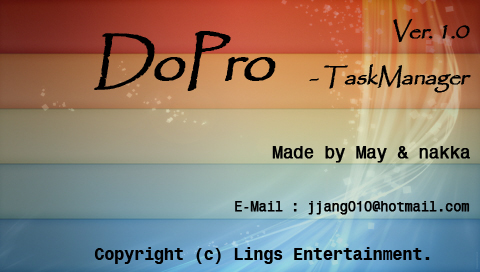 Ver. 1.0
DoPro
- TaskManager
Made by May & nakka
E-Mail : jjang010@hotmail.com
Copyright (c) Lings Entertainment.